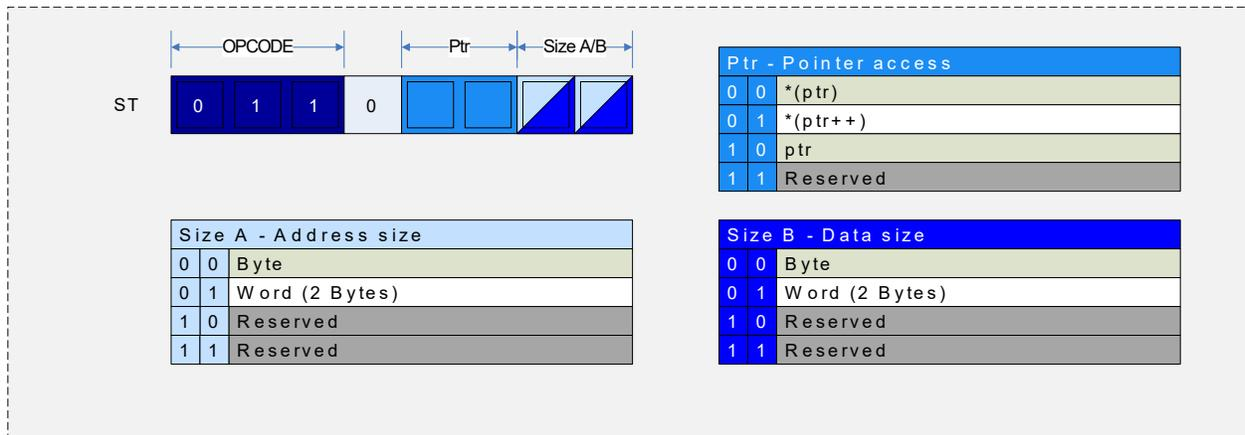 OPCODE Ptr Size A/B
ST 0 1 1 0
Ptr - Pointer access
0 0 *(ptr)
0 1 *(ptr++)
1 0 ptr
1 1 Reserved
Size A - Address size
0 0 Byte
0 1 Word (2 Bytes)
1 0 Reserved
1 1 Reserved
Size B - Data size
0 0 Byte
0 1 Word (2 Bytes)
1 0 Reserved
1 1 Reserved